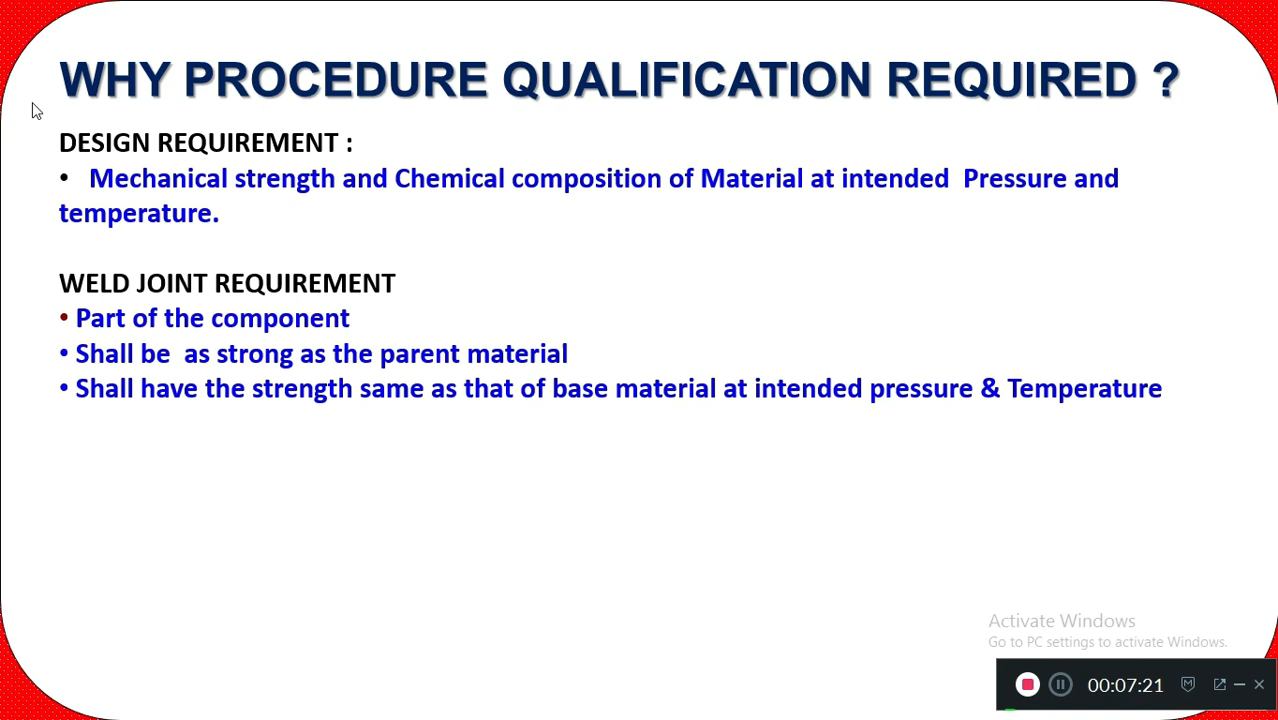 WHY PROCEDURE QUALIFICATION REQUIRED ?
DESIGN REQUIREMENT :
• Mechanical strength and Chemical composition of Material at intended Pressure and
temperature.
WELD JOINT REQUIREMENT
• Part of the component
• Shall be as strong as the parent material
• Shall have the strength same as that of base material at intended pressure & Temperature
Activate Windows
Go to PC settings to activate Windows.
00:07:21